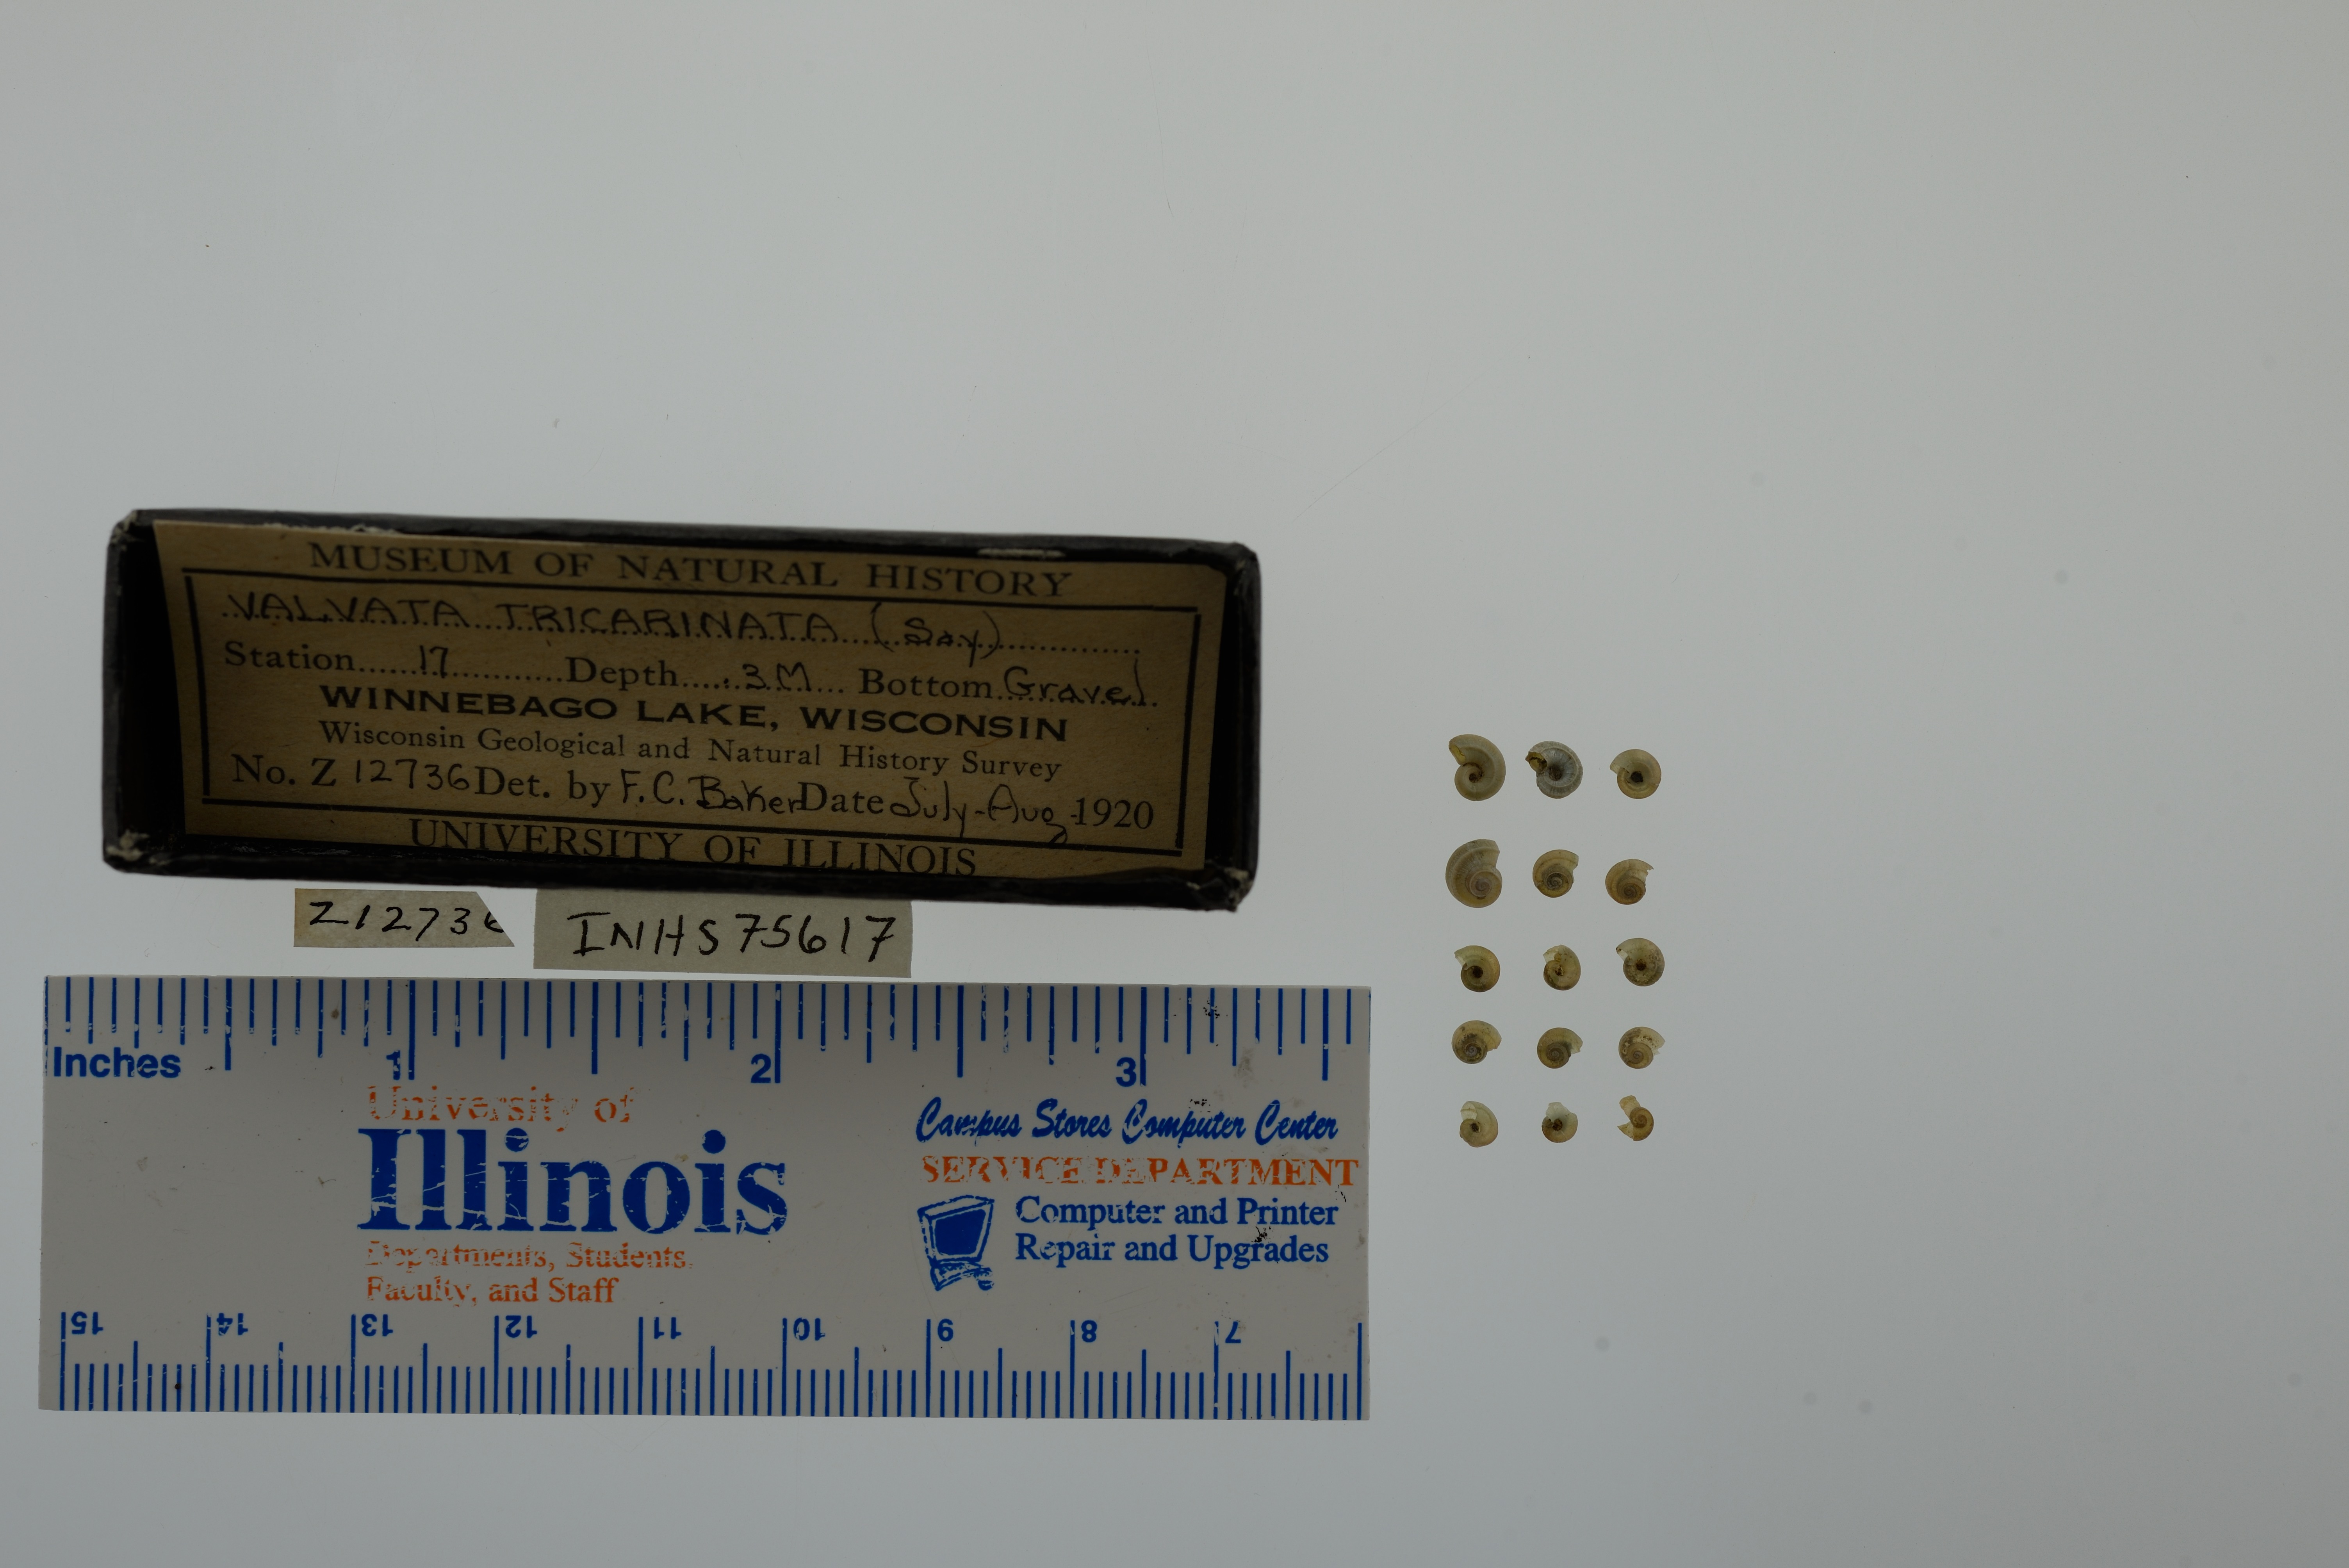 MUSEUM OF NATURAL HISTORY
VALVATA TRICARINATA (Say)
Station 17 Depth .3 M Bottom Gravel
WINNEBAGO LAKE, WISCONSIN
Wisconsin Geological and Natural History Survey
No. Z 12736 Det. by F.C. Baker Date July-Aug 1920
UNIVERSITY OF ILLINOIS
Z12736
INHS75617
Inches 1 2 3
University of
Illinois
Departments, Students,
Faculty, and Staff
Campus Stores Computer Center
SERVICE DEPARTMENT
Computer and Printer
Repair and Upgrades
15 14 13 12 11 10 9 8 7